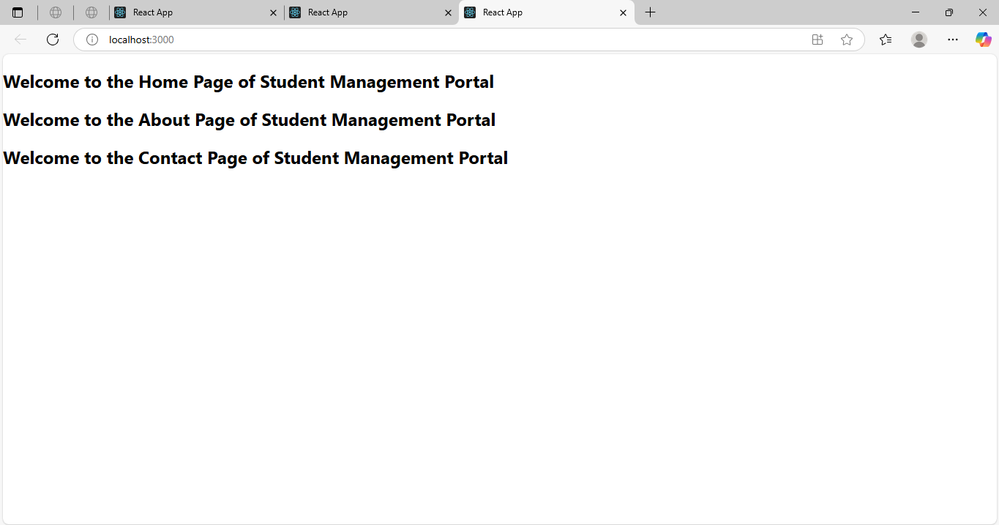 React App React App React App
localhost:3000
Welcome to the Home Page of Student Management Portal
Welcome to the About Page of Student Management Portal
Welcome to the Contact Page of Student Management Portal